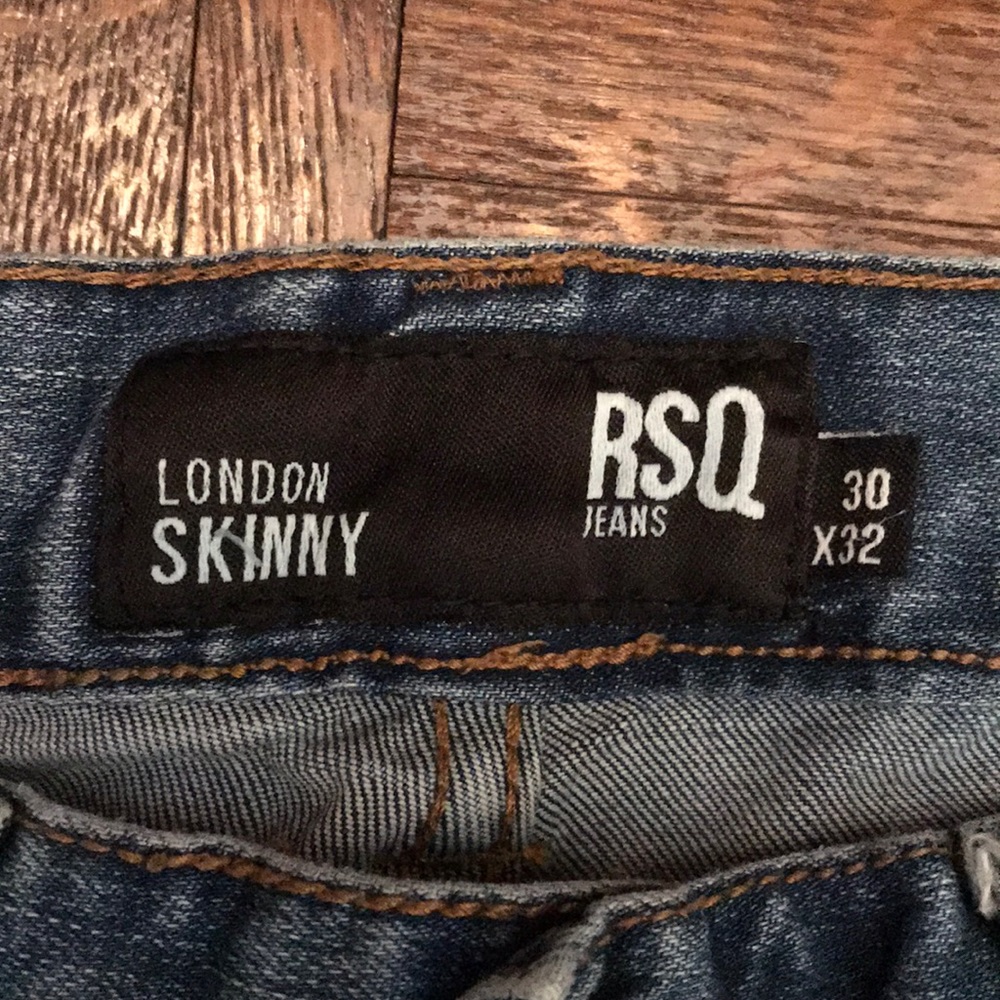 LONDON
SKINNY
RSQ
JEANS
30
X32